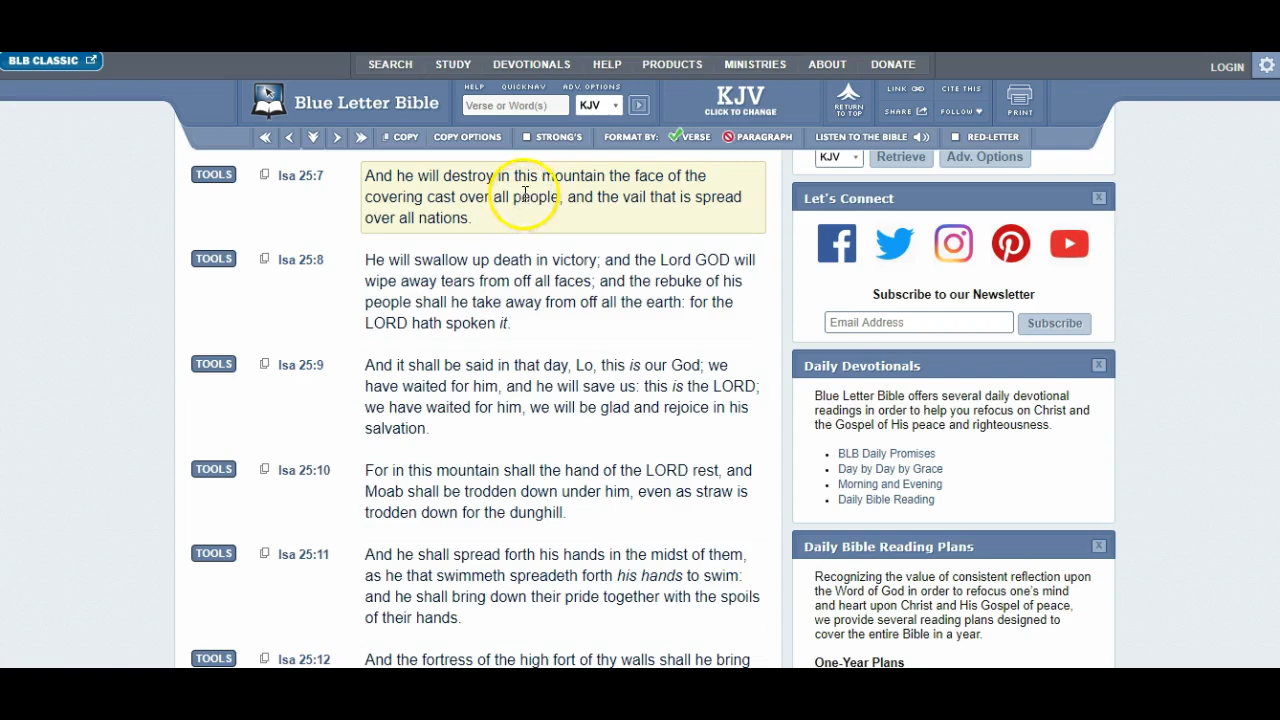 BLB CLASSIC
SEARCH STUDY DEVOTIONALS HELP PRODUCTS MINISTRIES ABOUT DONATE
LOGIN
Blue Letter Bible
HELP QUICKNAV ADV. OPTIONS
Verse or Word(s) KJV
KJV
CLICK TO CHANGE
RETURN
TO TOP
LINK CITE THIS
SHARE FOLLOW
PRINT
COPY COPY OPTIONS STRONG'S FORMAT BY: VERSE PARAGRAPH LISTEN TO THE BIBLE RED-LETTER
TOOLS Isa 25:7 And he will destroy in this mountain the face of the
covering cast over all people, and the vail that is spread
over all nations.
TOOLS Isa 25:8 He will swallow up death in victory; and the Lord GOD will
wipe away tears from off all faces; and the rebuke of his
people shall he take away from off all the earth: for the
LORD hath spoken it.
TOOLS Isa 25:9 And it shall be said in that day, Lo, this is our God; we
have waited for him, and he will save us: this is the LORD;
we have waited for him, we will be glad and rejoice in his
salvation.
TOOLS Isa 25:10 For in this mountain shall the hand of the LORD rest, and
Moab shall be trodden down under him, even as straw is
trodden down for the dunghill.
TOOLS Isa 25:11 And he shall spread forth his hands in the midst of them,
as he that swimmeth spreadeth forth his hands to swim:
and he shall bring down their pride together with the spoils
of their hands.
TOOLS Isa 25:12 And the fortress of the high fort of thy walls shall he bring
KJV Retrieve Adv. Options
Let's Connect
Subscribe to our Newsletter
Email Address Subscribe
Daily Devotionals
Blue Letter Bible offers several daily devotional
readings in order to help you refocus on Christ and
the Gospel of His peace and righteousness.
BLB Daily Promises
Day by Day by Grace
Morning and Evening
Daily Bible Reading
Daily Bible Reading Plans
Recognizing the value of consistent reflection upon
the Word of God in order to refocus one's mind
and heart upon Christ and His Gospel of peace,
we provide several reading plans designed to
cover the entire Bible in a year.
One-Year Plans